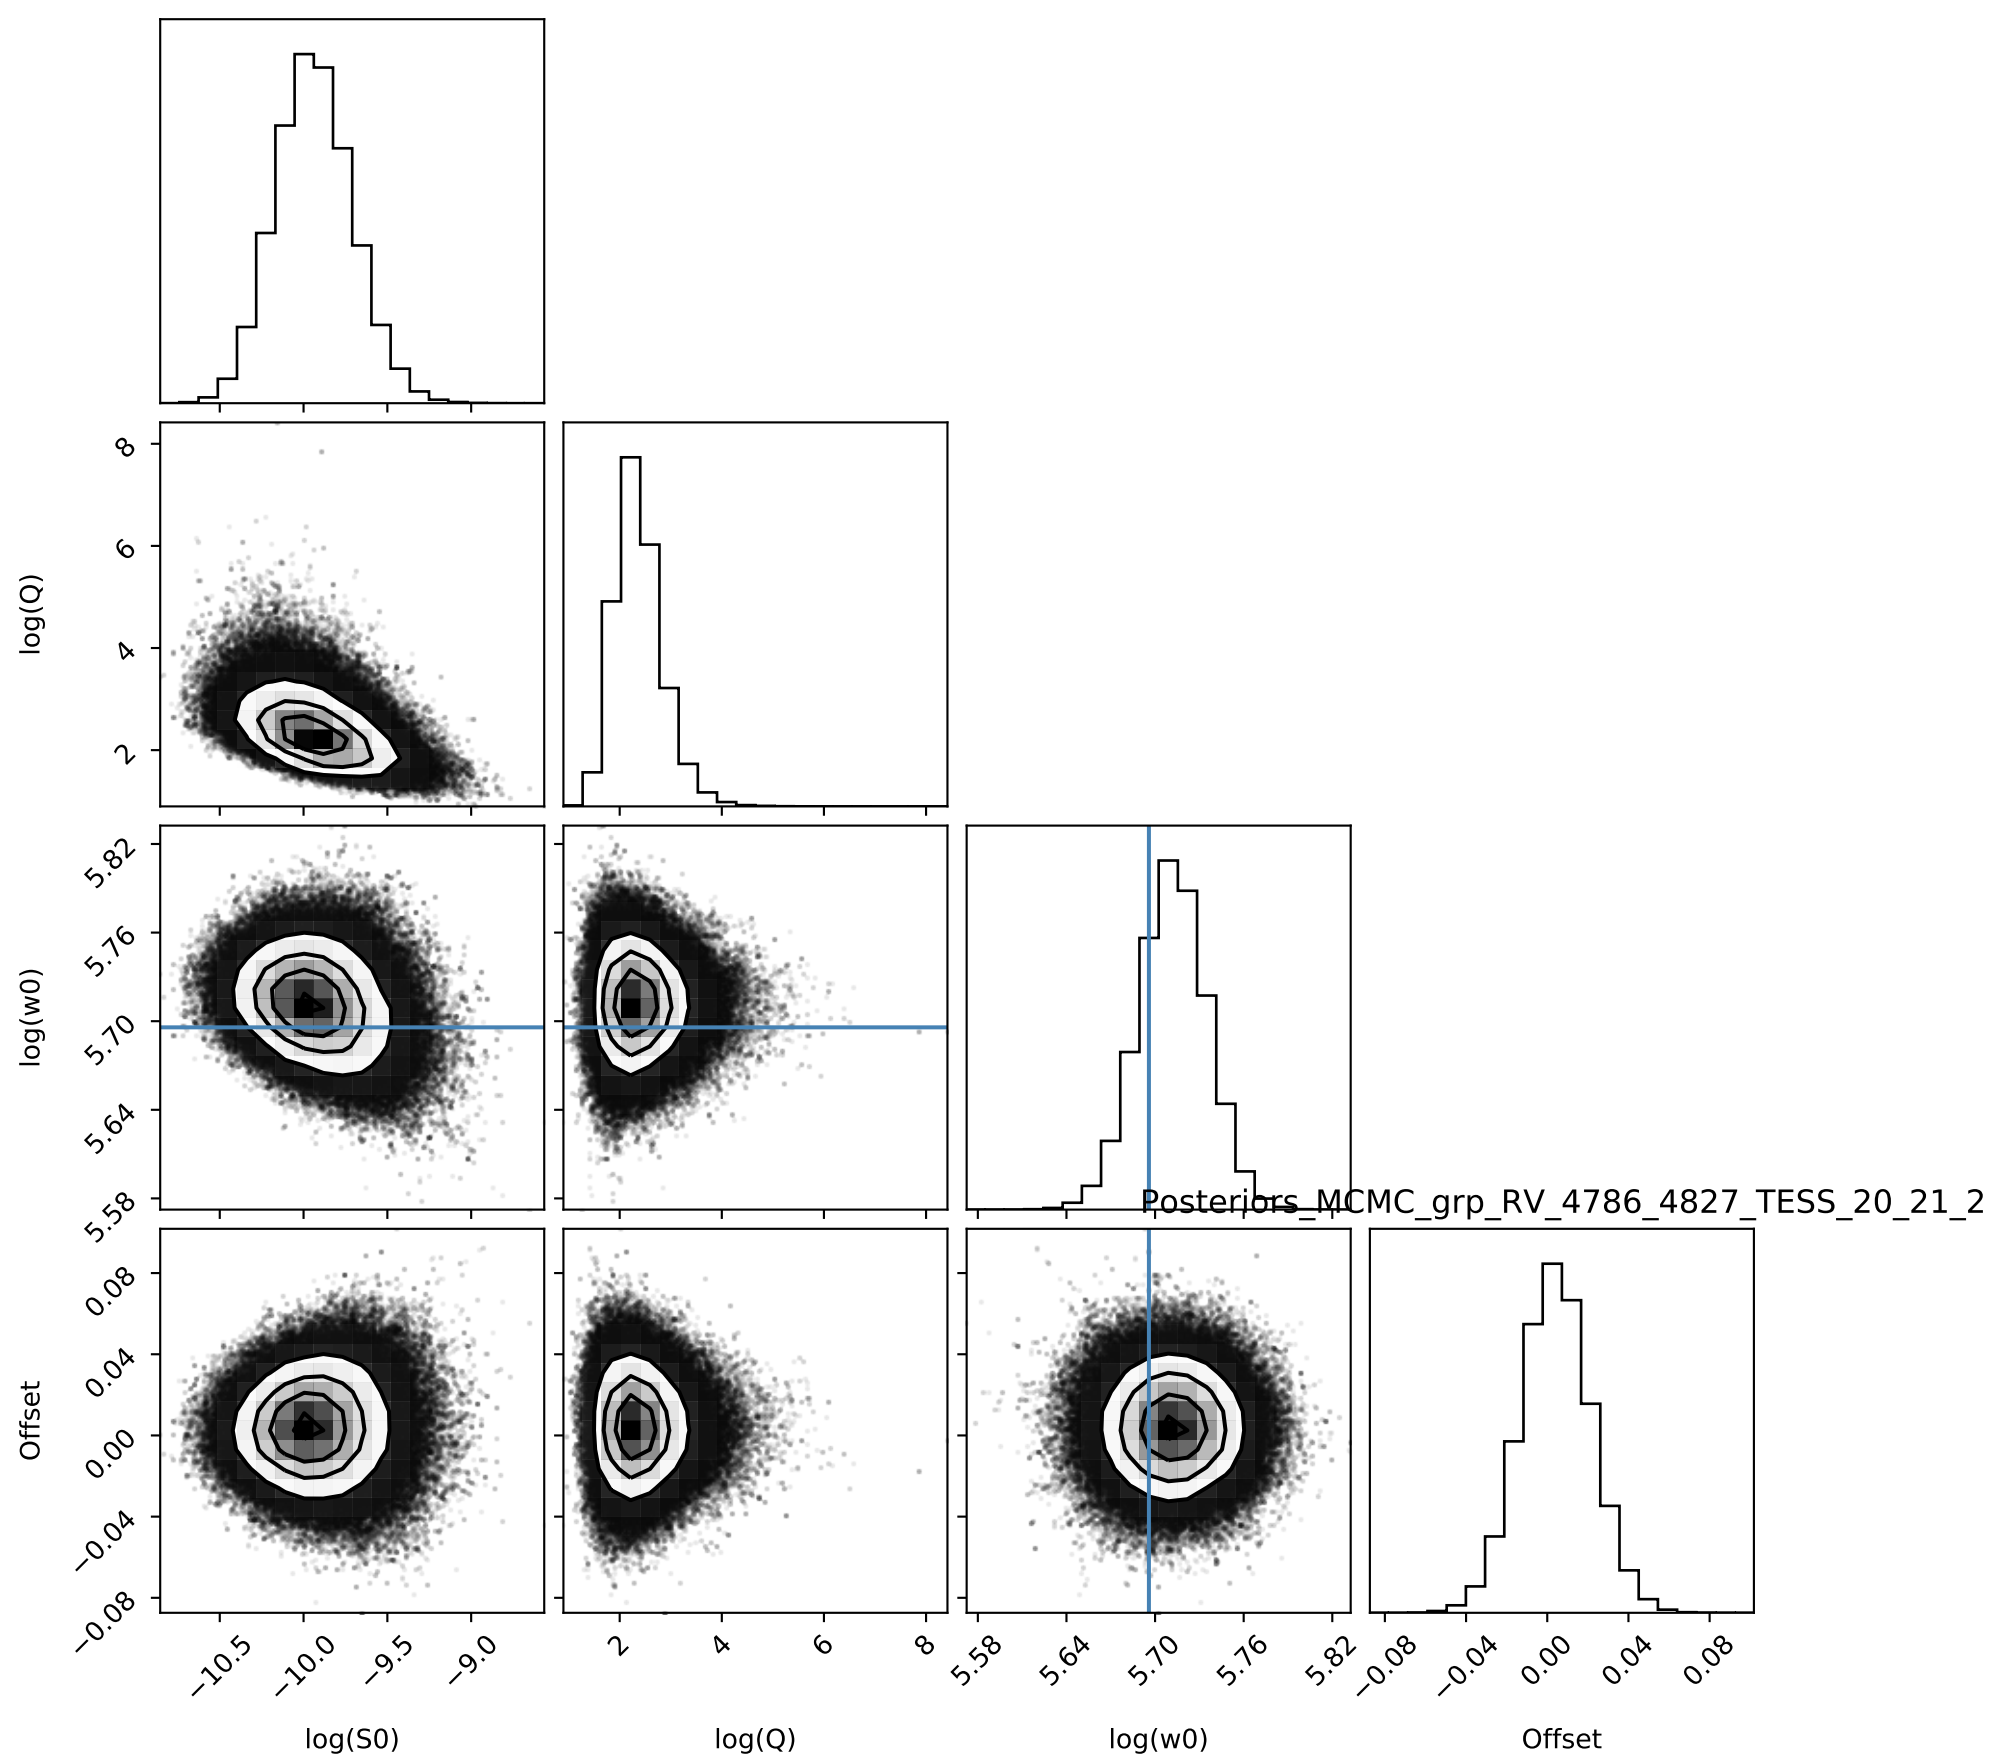 8
6
4
2
log(Q)
5.82
5.76
5.70
5.64
5.58
log(w0)
Posteriors_MCMC_grp_RV_4786_4827_TESS_20_21_2
0.08
0.04
0.00
−0.04
−0.08
Offset
−10.5 −10.0 −9.5 −9.0
2 4 6 8
5.58 5.64 5.70 5.76 5.82
−0.08 −0.04 0.00 0.04 0.08
log(S0) log(Q) log(w0) Offset